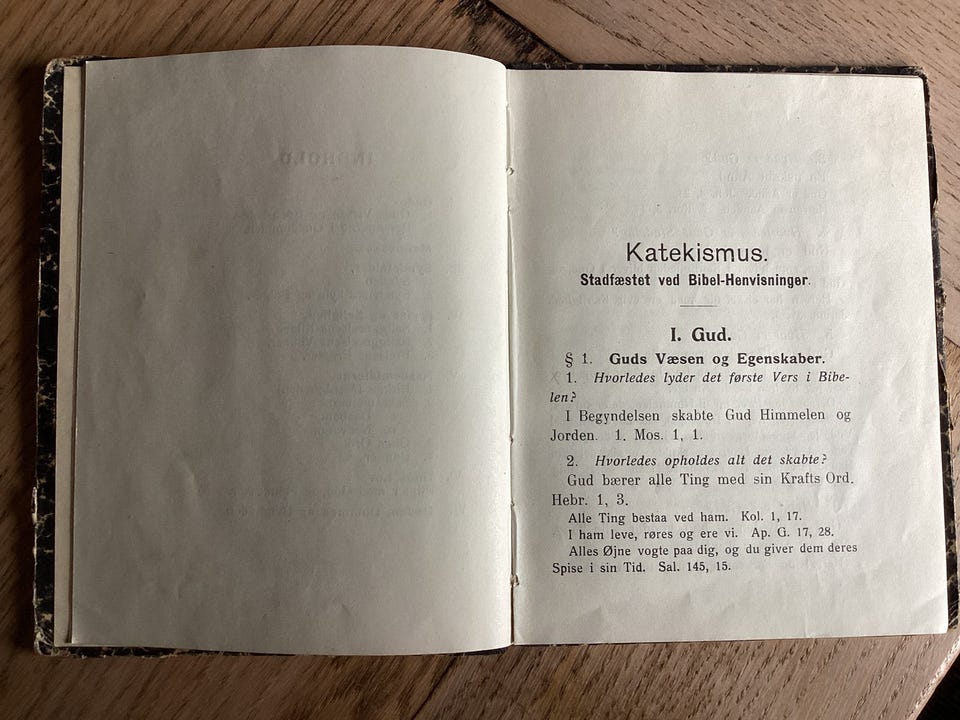 Katekismus.
Stadfæstet ved Bibel-Henvisninger.
I. Gud.
§ 1. Guds Væsen og Egenskaber.
1. Hvorledes lyder det første Vers i Bibe-
len?
I Begyndelsen skabte Gud Himmelen og
Jorden. 1. Mos. 1, 1.
2. Hvorledes opholdes alt det skabte?
Gud bærer alle Ting med sin Krafts Ord.
Hebr. 1, 3.
Alle Ting bestaa ved ham. Kol. 1, 17.
I ham leve, røres og ere vi. Ap. G. 17, 28.
Alles Øjne vogte paa dig, og du giver dem deres
Spise i sin Tid. Sal. 145, 15.